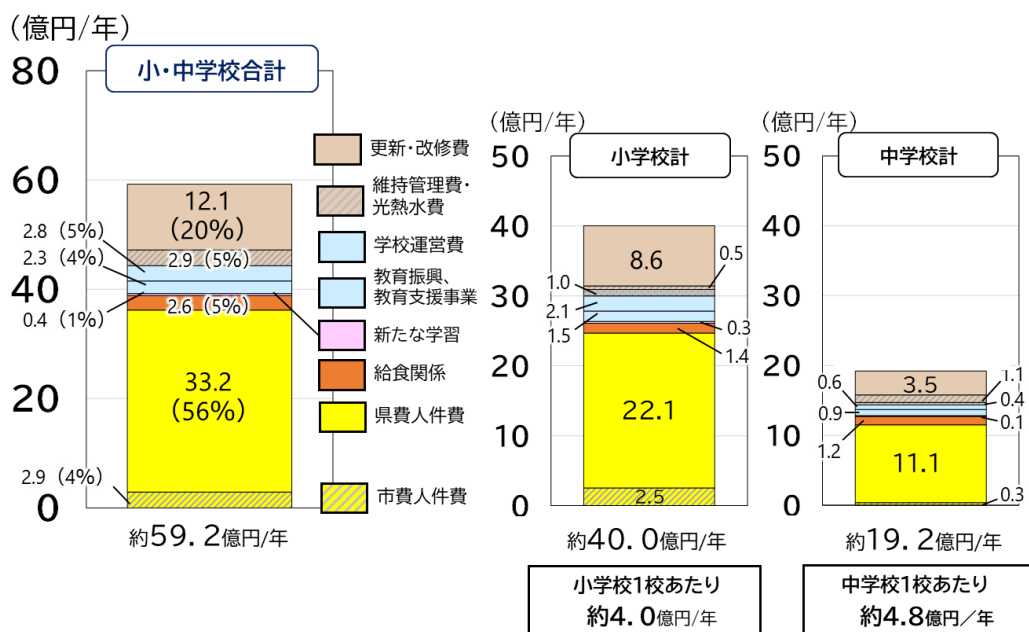 (億円/年)
小・中学校合計
80
60
40
20
0
12.1
(20%)
2.8 (5%)
2.9 (5%)
2.3 (4%)
0.4 (1%)
2.6 (5%)
33.2
(56%)
2.9 (4%)
約59.2億円/年
更新・改修費
維持管理費・
光熱水費
学校運営費
教育振興、
教育支援事業
新たな学習
給食関係
県費人件費
市費人件費
(億円/年)
小学校計
50
40
30
20
10
0
8.6
0.5
1.0
2.1
1.5
0.3
1.4
22.1
2.5
約40.0億円/年
小学校1校あたり
約4.0億円/年
(億円/年)
中学校計
50
40
30
20
10
0
3.5
1.1
0.6
0.4
0.9
0.1
1.2
11.1
0.3
約19.2億円/年
中学校1校あたり
約4.8億円/年